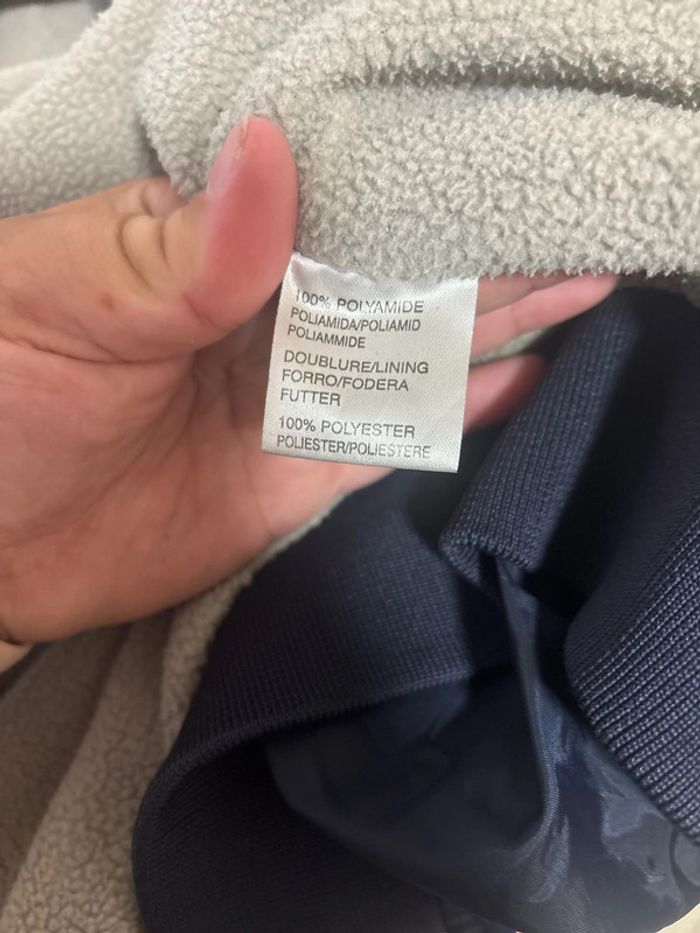 100% POLYAMIDE
POLIAMIDA/POLIAMID
POLIAMMIDE
DOUBLURE/LINING
FORRO/FODERA
FUTTER
100% POLYESTER
POLIESTER/POLIESTERE